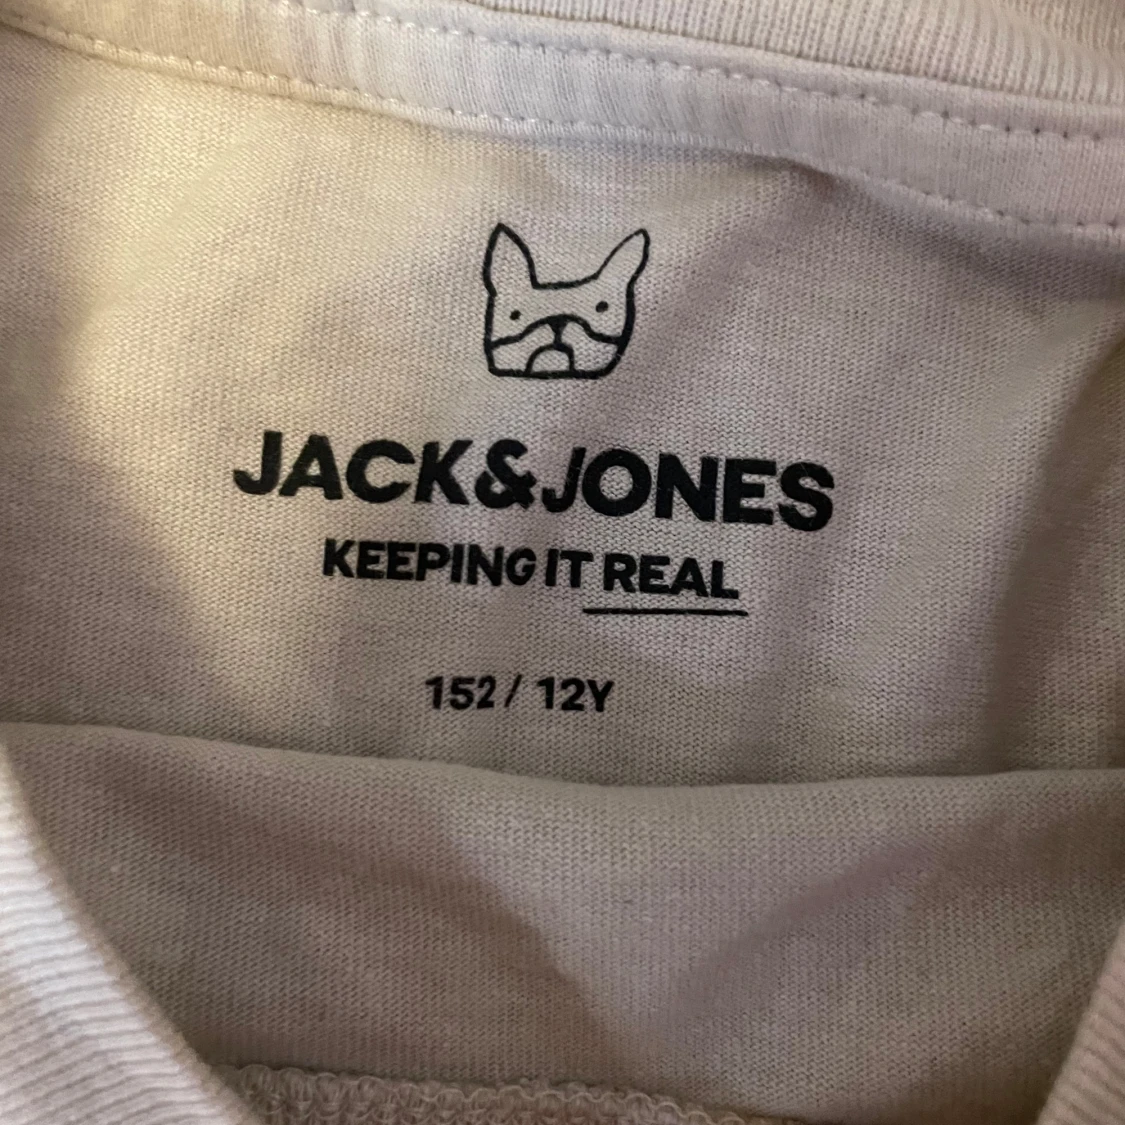 JACK&JONES
KEEPING IT REAL
152/ 12Y